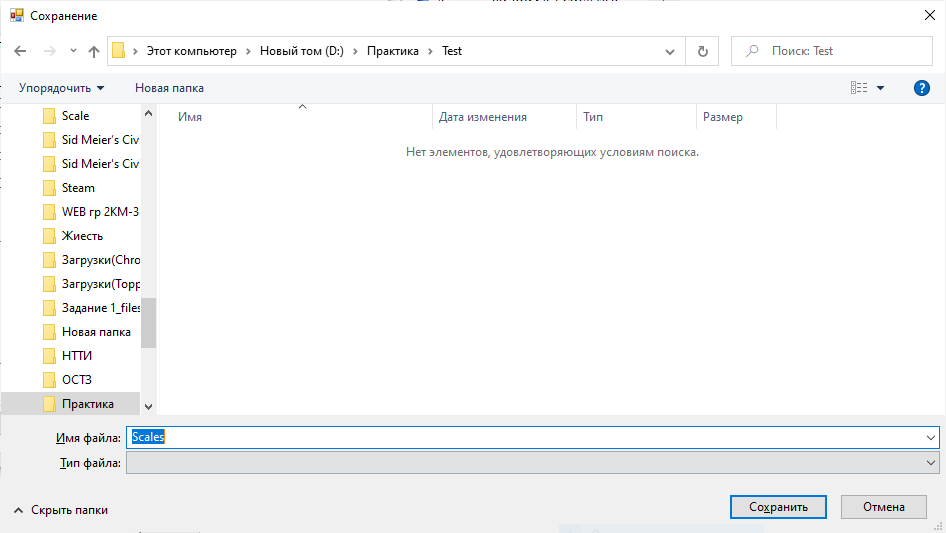 Сохранение
Этот компьютер > Новый том (D:) > Практика > Test
Поиск: Test
Упорядочить
Новая папка
?
Имя
Дата изменения
Тип
Размер
Нет элементов, удовлетворяющих условиям поиска.
Scale
Sid Meier's Civ
Sid Meier's Civ
Steam
WEB гр 2КМ-3
Жиесть
Загрузки(Chro
Загрузки(Topp
Задание 1_files
Новая папка
НТТИ
ОСТЗ
Практика
Имя файла: Scales
Тип файла:
Скрыть папки
Сохранить
Отмена